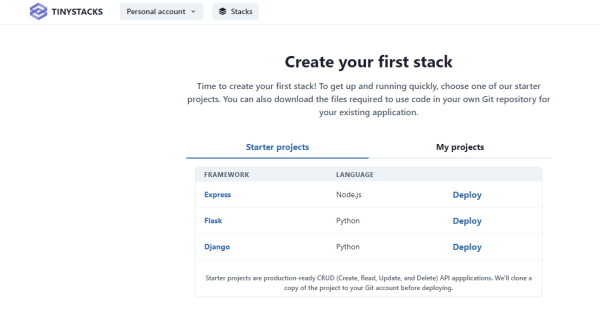 TINYSTACKS
Personal account
Stacks
Create your first stack
Time to create your first stack! To get up and running quickly, choose one of our starter
projects. You can also download the files required to use code in your own Git repository for
your existing application.
Starter projects
My projects
FRAMEWORK LANGUAGE
Express Node.js Deploy
Flask Python Deploy
Django Python Deploy
Starter projects are production-ready CRUD (Create, Read, Update, and Delete) API appplications. We'll clone a
copy of the project to your Git account before deploying.